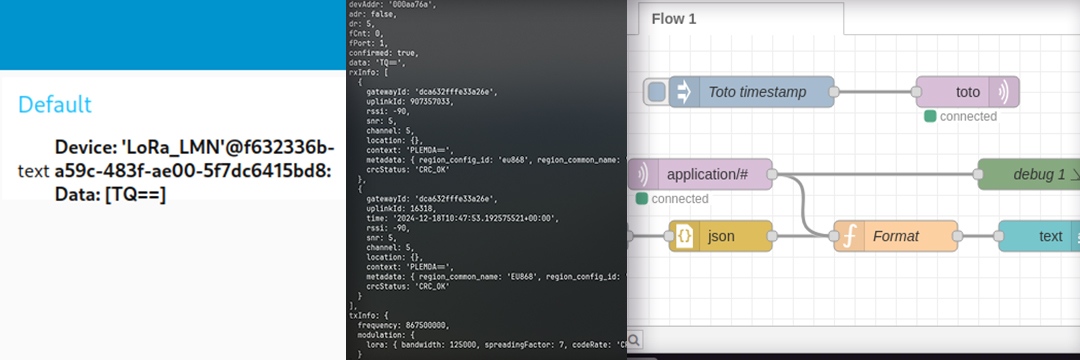 Default
text Device: 'LoRa_LMN'@f632336b-
a59c-483f-ae00-5f7dc6415bd8:
Data: [TQ==]
devAddr: '000aa76a',
adr: false,
dr: 5,
fCnt: 0,
fPort: 1,
confirmed: true,
data: 'TQ==',
rxInfo: [
{
gatewayId: 'dca632fffe33a26e',
uplinkId: 907357033,
rssi: -90,
snr: 5,
channel: 5,
location: {},
context: 'PLEMDA==',
metadata: { region_config_id: 'eu868', region_common_name:
crcStatus: 'CRC_OK'
},
{
gatewayId: 'dca632fffe33a26e',
uplinkId: 16318,
time: '2024-12-18T10:47:53.192575521+00:00',
rssi: -90,
snr: 5,
channel: 5,
location: {},
context: 'PLEMDA==',
metadata: { region_common_name: 'EU868', region_config_id:
crcStatus: 'CRC_OK'
}
],
txInfo: {
frequency: 867500000,
modulation: {
lora: { bandwidth: 125000, spreadingFactor: 7, codeRate:
}
Flow 1
Toto timestamp
toto
connected
application/#
debug 1
connected
json
Format
text